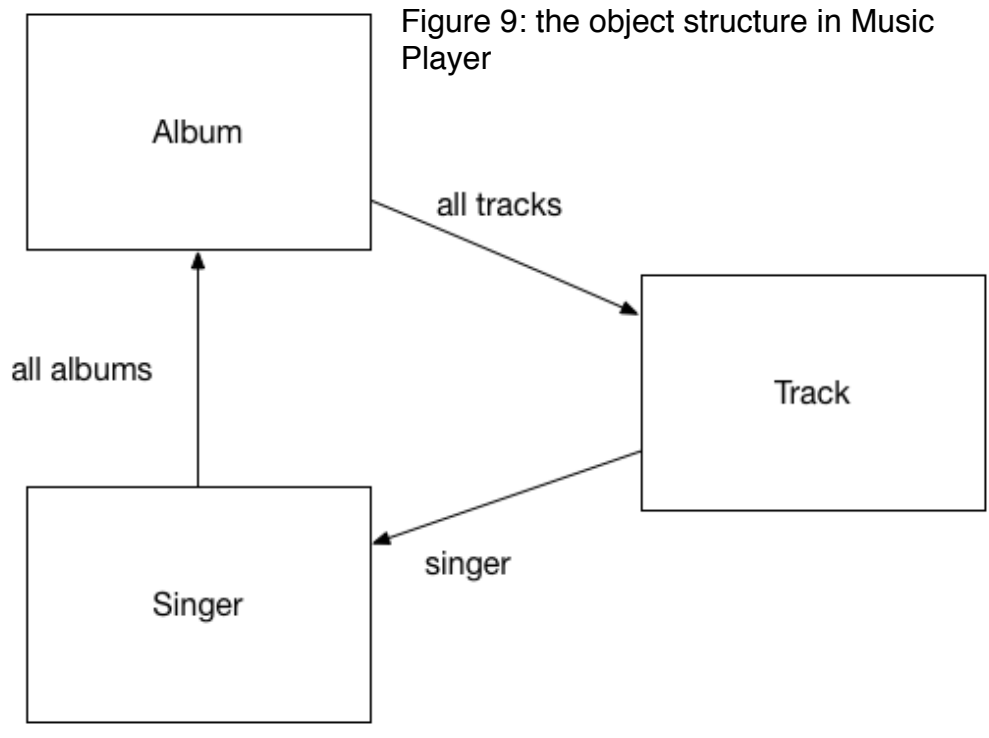 Figure 9: the object structure in Music
Player
Album
all tracks
all albums
Track
singer
Singer